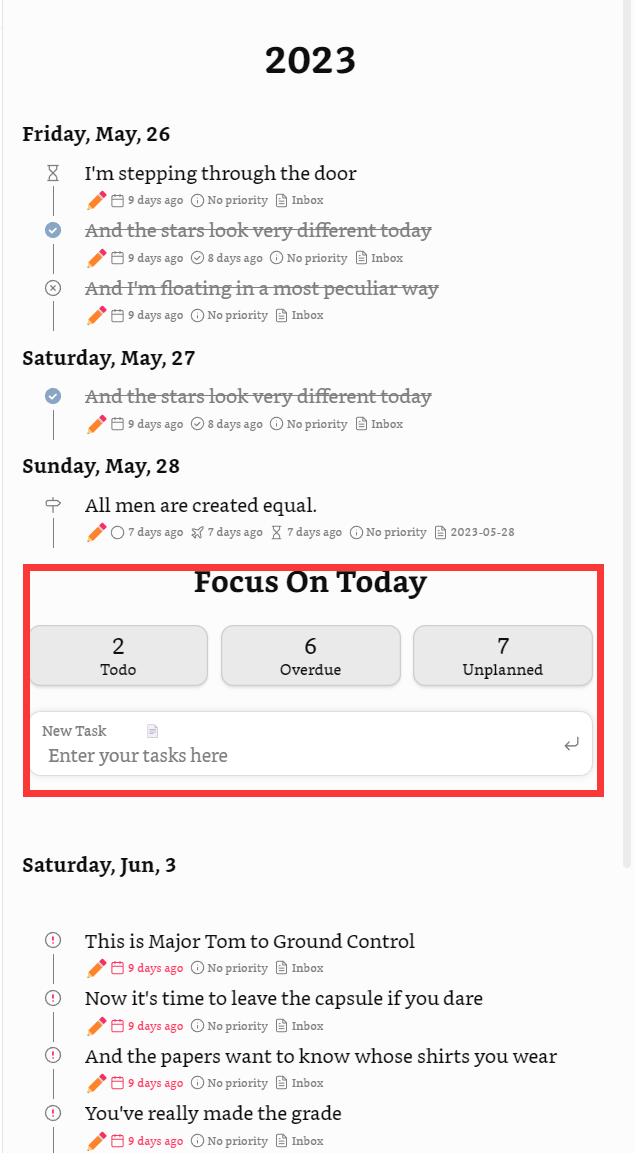 2023
Friday, May, 26
I'm stepping through the door
9 days ago No priority Inbox
And the stars look very different today
9 days ago 8 days ago No priority Inbox
And I'm floating in a most peculiar way
9 days ago No priority Inbox
Saturday, May, 27
And the stars look very different today
9 days ago 8 days ago No priority Inbox
Sunday, May, 28
All men are created equal.
7 days ago 7 days ago 7 days ago No priority 2023-05-28
Focus On Today
2 6 7
Todo Overdue Unplanned
New Task
Enter your tasks here
Saturday, Jun, 3
This is Major Tom to Ground Control
9 days ago No priority Inbox
Now it's time to leave the capsule if you dare
9 days ago No priority Inbox
And the papers want to know whose shirts you wear
9 days ago No priority Inbox
You've really made the grade
9 days ago No priority Inbox